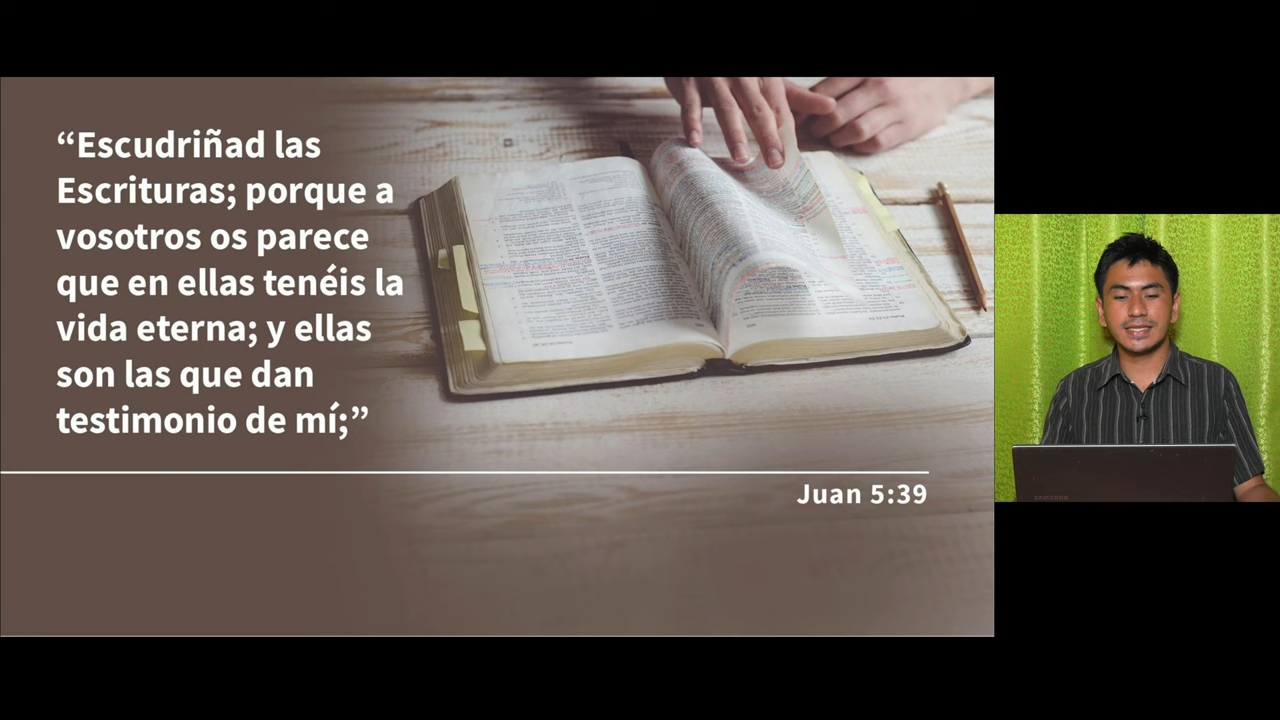 “Escudriñad las
Escrituras; porque a
vosotros os parece
que en ellas tenéis la
vida eterna; y ellas
son las que dan
testimonio de mí;”
Juan 5:39
SAMSUNG